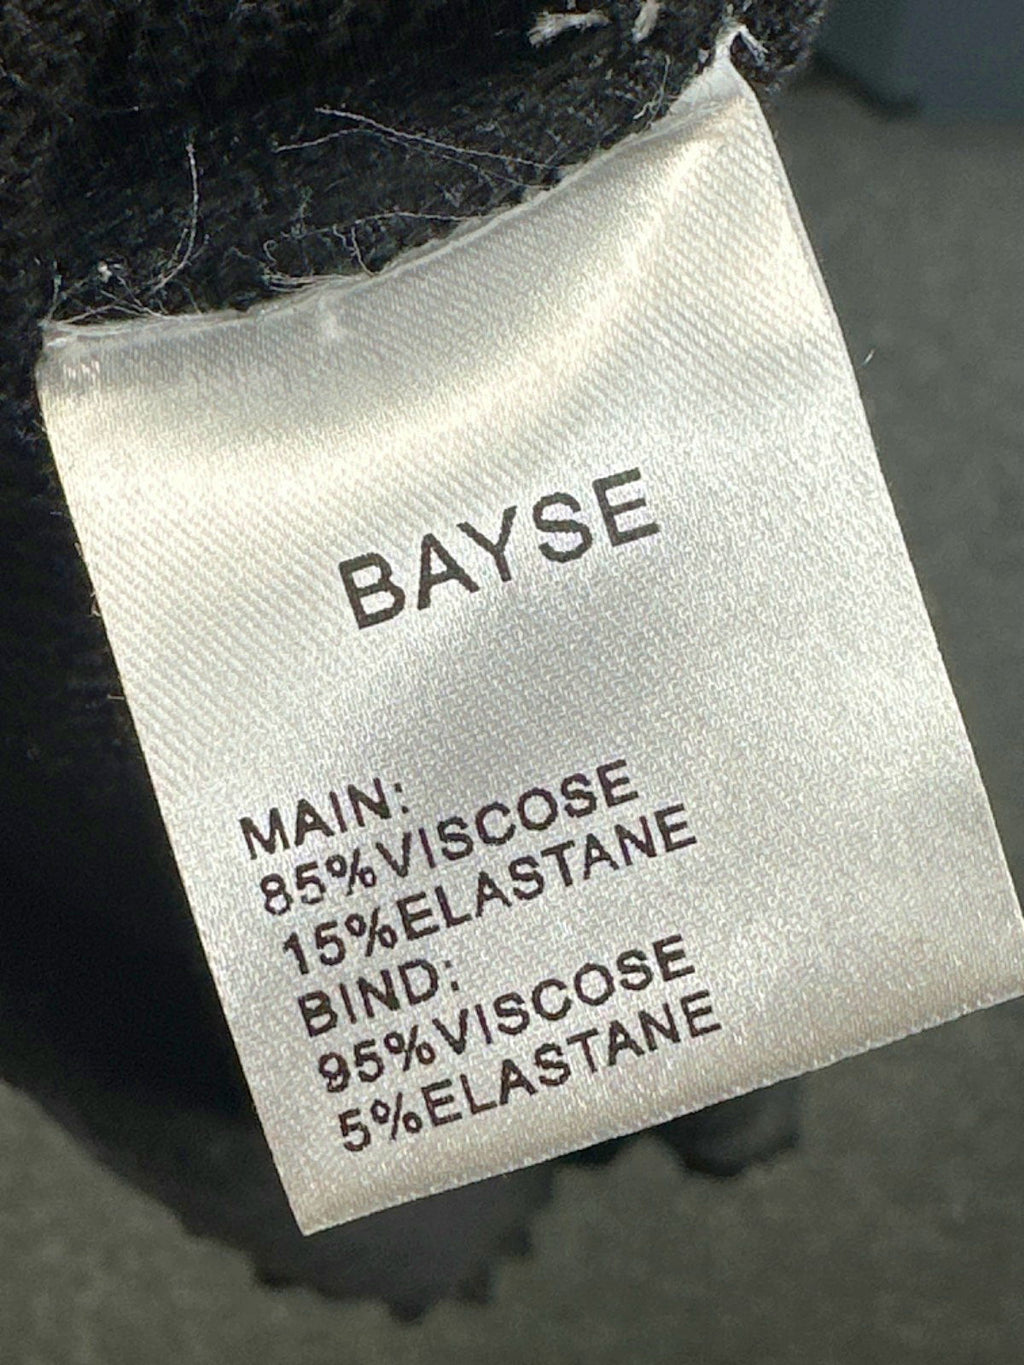 BAYSE
MAIN:
85%VISCOSE
15%ELASTANE
BIND:
95%VISCOSE
5%ELASTANE